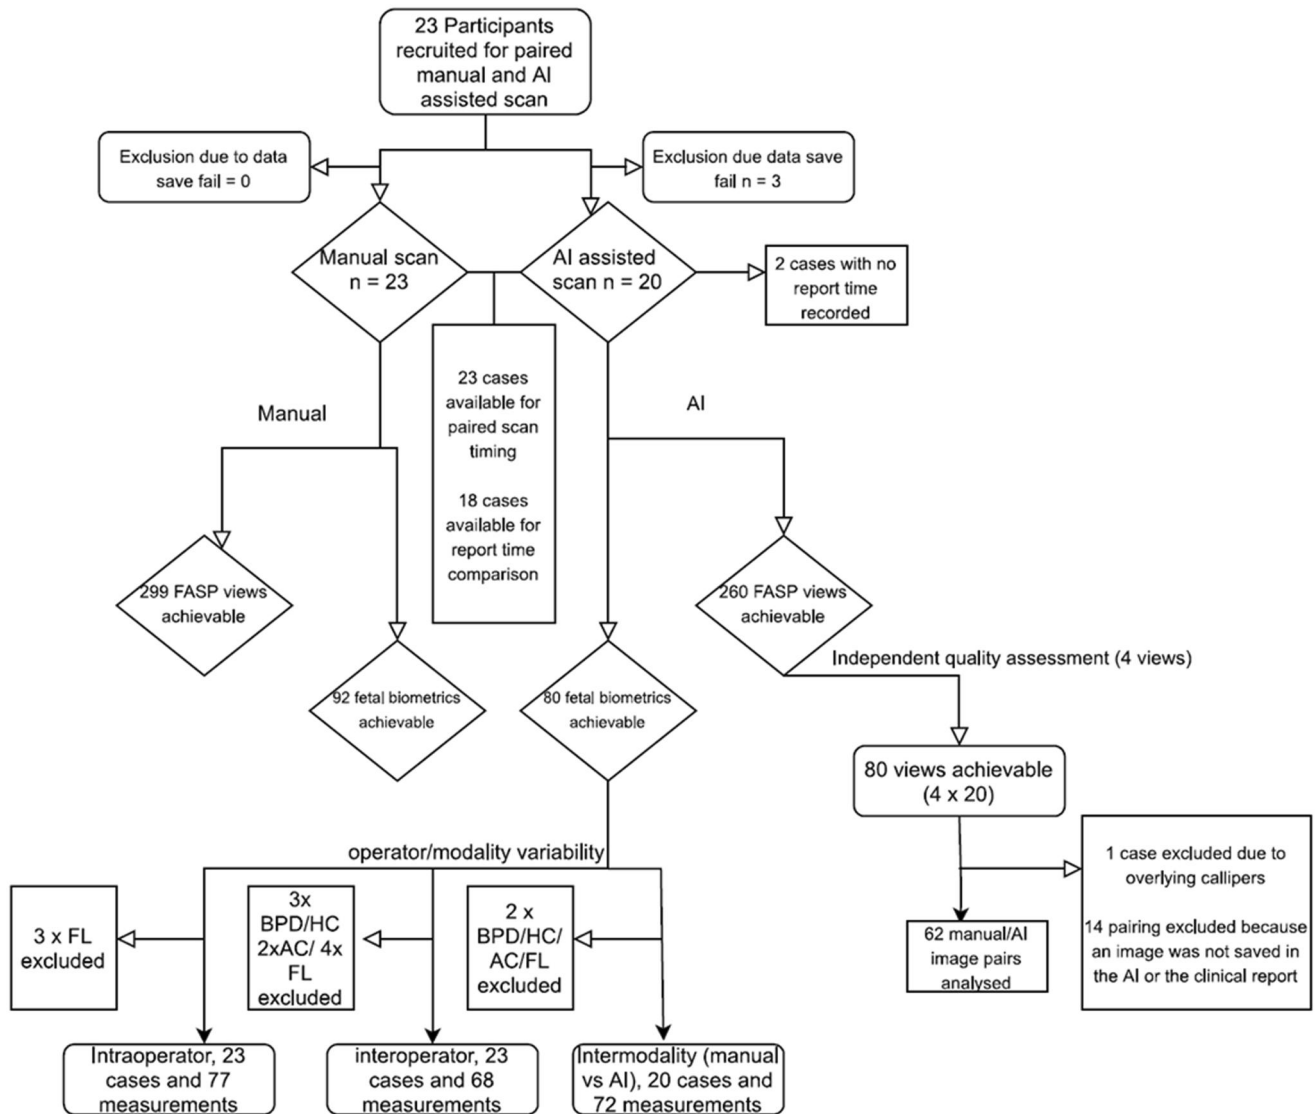 23 Participants
recruited for paired
manual and AI
assisted scan
Exclusion due to data
save fail = 0
Exclusion due data save
fail n = 3
Manual scan
n = 23
AI assisted
scan n = 20
2 cases with no
report time
recorded
23 cases
available for
paired scan
timing
18 cases
available for
report time
comparison
Manual
AI
299 FASP views
achievable
260 FASP views
achievable
92 fetal biometrics
achievable
80 fetal biometrics
achievable
Independent quality assessment (4 views)
80 views achievable
(4 x 20)
operator/modality variability
3 x FL
excluded
3x
BPD/HC
2xAC/ 4x
FL
excluded
2 x
BPD/HC/
AC/FL
excluded
62 manual/AI
image pairs
analysed
1 case excluded due to
overlying callipers
14 pairing excluded because
an image was not saved in
the AI or the clinical report
Intraoperator, 23
cases and 77
measurements
interoperator, 23
cases and 68
measurements
Intermodality (manual
vs AI), 20 cases and
72 measurements